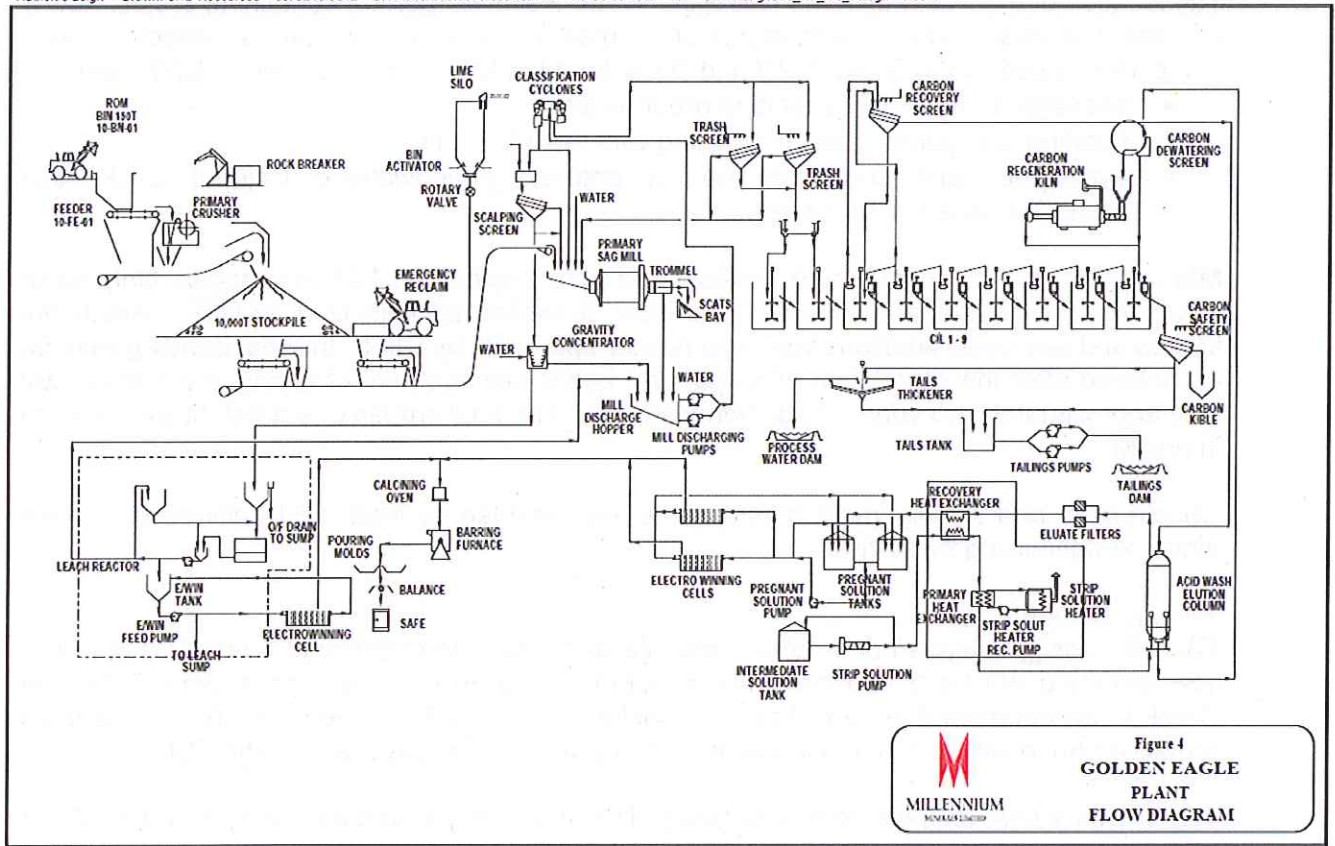 ROM
BIN 150T
10-BN-01
ROCK BREAKER
FEEDER
10-FE-01
PRIMARY
CRUSHER
LIME
SILO
CLASSIFICATION
CYCLONES
BIN
ACTIVATOR
ROTARY
VALVE
SCALPING
SCREEN
WATER
TRASH
SCREEN
TRASH
SCREEN
CARBON
RECOVERY
SCREEN
CARBON
DEWATERING
SCREEN
CARBON
REGENERATION
KILN
PRIMARY
SAG MILL
TROMMEL
SCATS
BAY
EMERGENCY
RECLAIM
10,000T STOCKPILE
GRAVITY
CONCENTRATOR
WATER
WATER
MILL
DISCHARGE
HOPPER
MILL DISCHARGING
PUMPS
CIL 1 - 9
CARBON
SAFETY
SCREEN
TAILS
THICKENER
CARBON
KIBLE
PROCESS
WATER DAM
TAILS TANK
TAILINGS PUMPS
TAILINGS
DAM
CALCINING
OVEN
BARRING
FURNACE
POURING
MOLDS
BALANCE
SAFE
O/F DRAIN
TO SUMP
LEACH REACTOR
E/WIN
TANK
E/WIN
FEED PUMP
ELECTROWINNING
CELL
TO LEACH
SUMP
ELECTRO WINNING
CELLS
PREGNANT
SOLUTION
PUMP
PREGNANT
SOLUTION
TANKS
RECOVERY
HEAT EXCHANGER
ELUATE FILTERS
PRIMARY
HEAT
EXCHANGER
STRIP
SOLUTION
HEATER
STRIP SOLUT
HEATER
REC. PUMP
ACID WASH
ELUTION
COLUMN
INTERMEDIATE
SOLUTION
TANK
STRIP SOLUTION
PUMP
MILLENNIUM
MINERALS LIMITED
Figure 4
GOLDEN EAGLE
PLANT
FLOW DIAGRAM